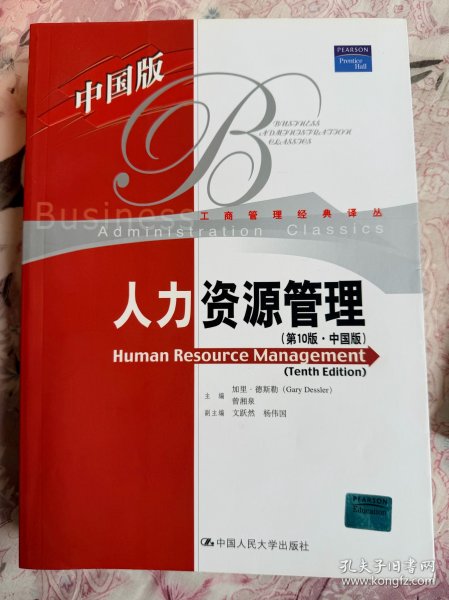 中国版
PEARSON
Prentice
Hall
B
BUSINESS
ADMINISTRATION
CLASSICS
Business 工商管理经典译丛
Administration Classics
人力资源管理
(第10版·中国版)
Human Resource Management
(Tenth Edition)
主编 加里·德斯勒(Gary Dessler)
曾湘泉
副主编 文跃然 杨伟国
PEARSON
Education
中国人民大学出版社
孔夫子旧书网
www.kongfz.com